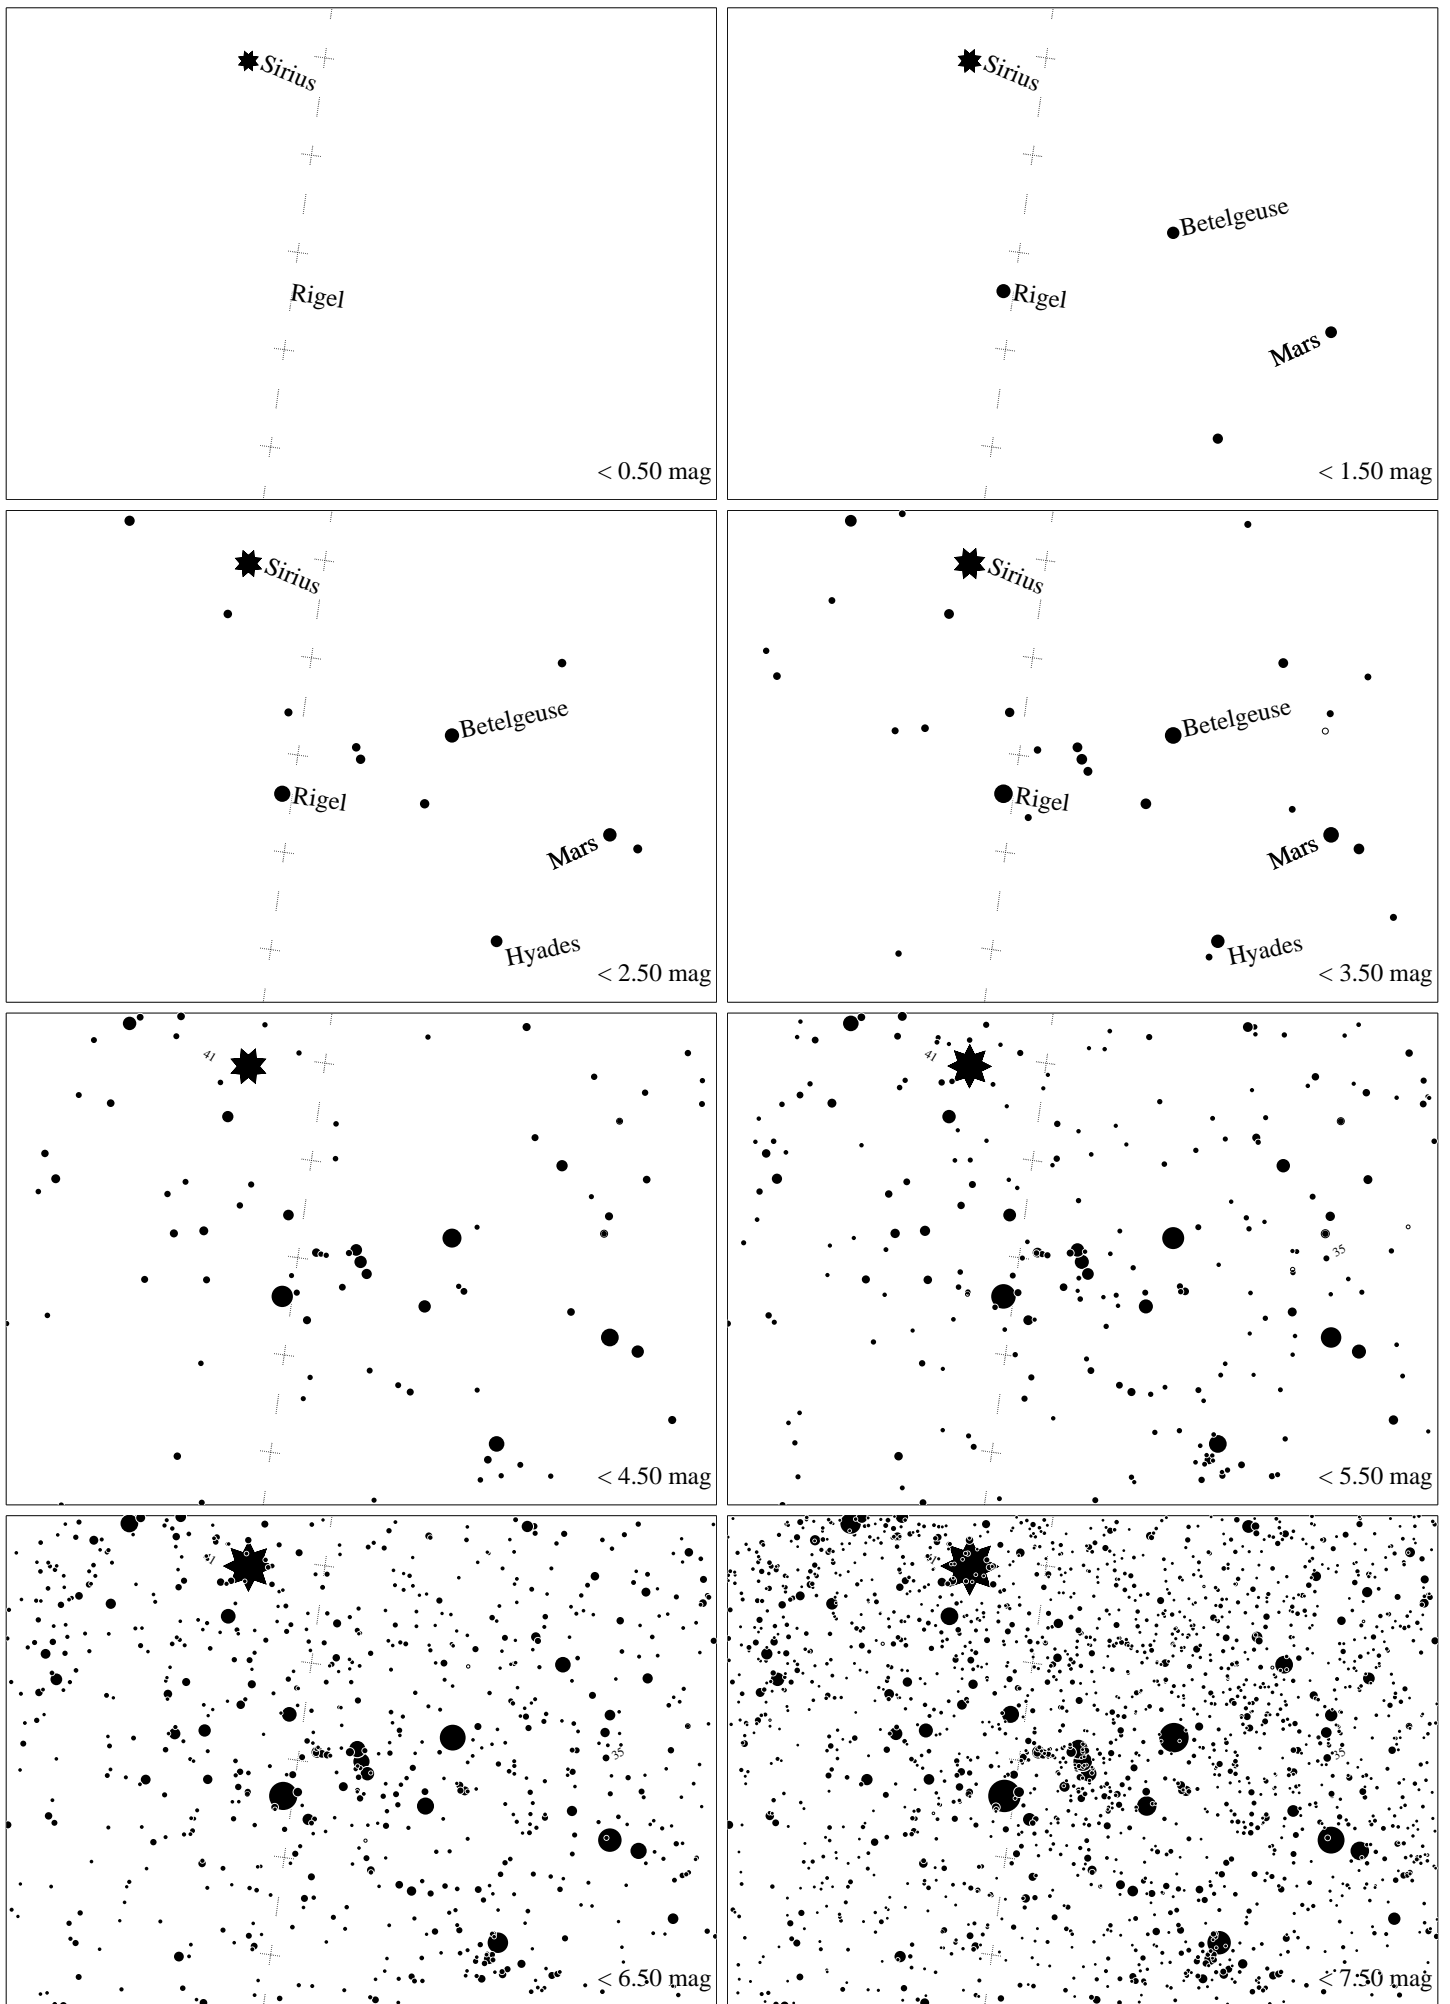 Sirius
Rigel
< 0.50 mag
Sirius
Betelgeuse
Rigel
Mars
< 1.50 mag
Sirius
Betelgeuse
Rigel
Mars
Hyades
< 2.50 mag
Sirius
Betelgeuse
Rigel
Mars
Hyades
< 3.50 mag
41
< 4.50 mag
41
35
< 5.50 mag
41
35
< 6.50 mag
41
35
< 7.50 mag